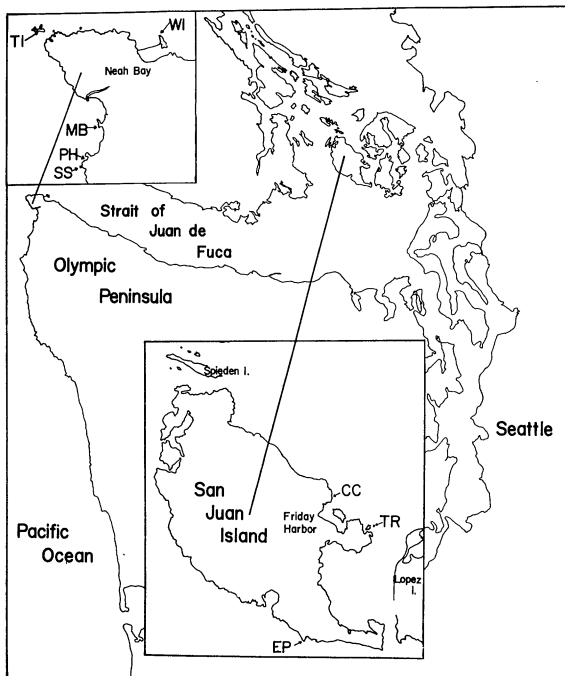 TI
WI
Neah Bay
MB
PH
SS
Strait of
Juan de
Fuca
Olympic
Peninsula
Spieden I.
Seattle
San
Juan
Island
CC
Friday
Harbor
TR
Pacific
Ocean
Lopez
I.
EP